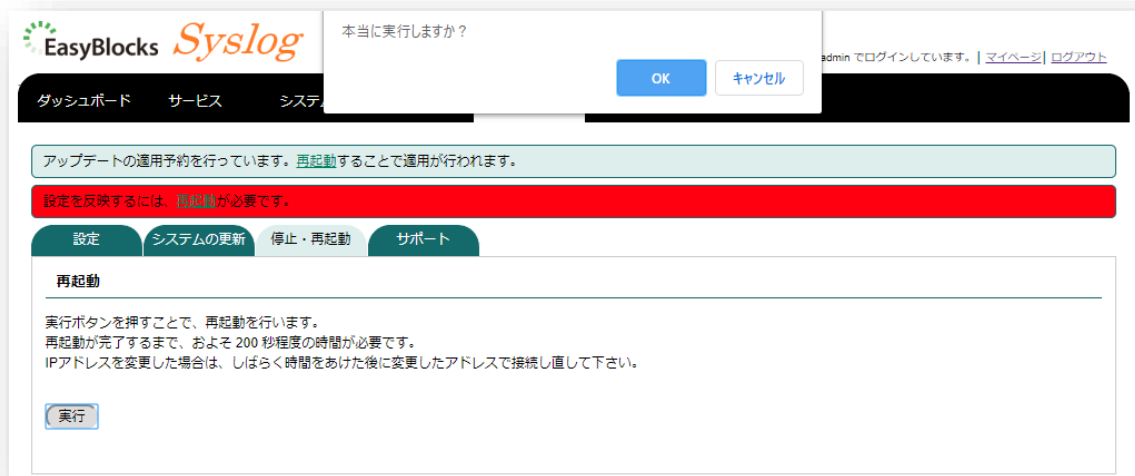 EasyBlocks Syslog
本当に実行しますか？
OK
キャンセル
admin でログインしています。| マイページ| ログアウト
ダッシュボード
サービス
システ
アップデートの適用予約を行っています。再起動することで適用が行われます。
設定を反映するには、再起動が必要です。
設定
システムの更新
停止・再起動
サポート
再起動
実行ボタンを押すことで、再起動を行います。
再起動が完了するまで、およそ 200 秒程度の時間が必要です。
IPアドレスを変更した場合は、しばらく時間をあけた後に変更したアドレスで接続し直して下さい。
実行